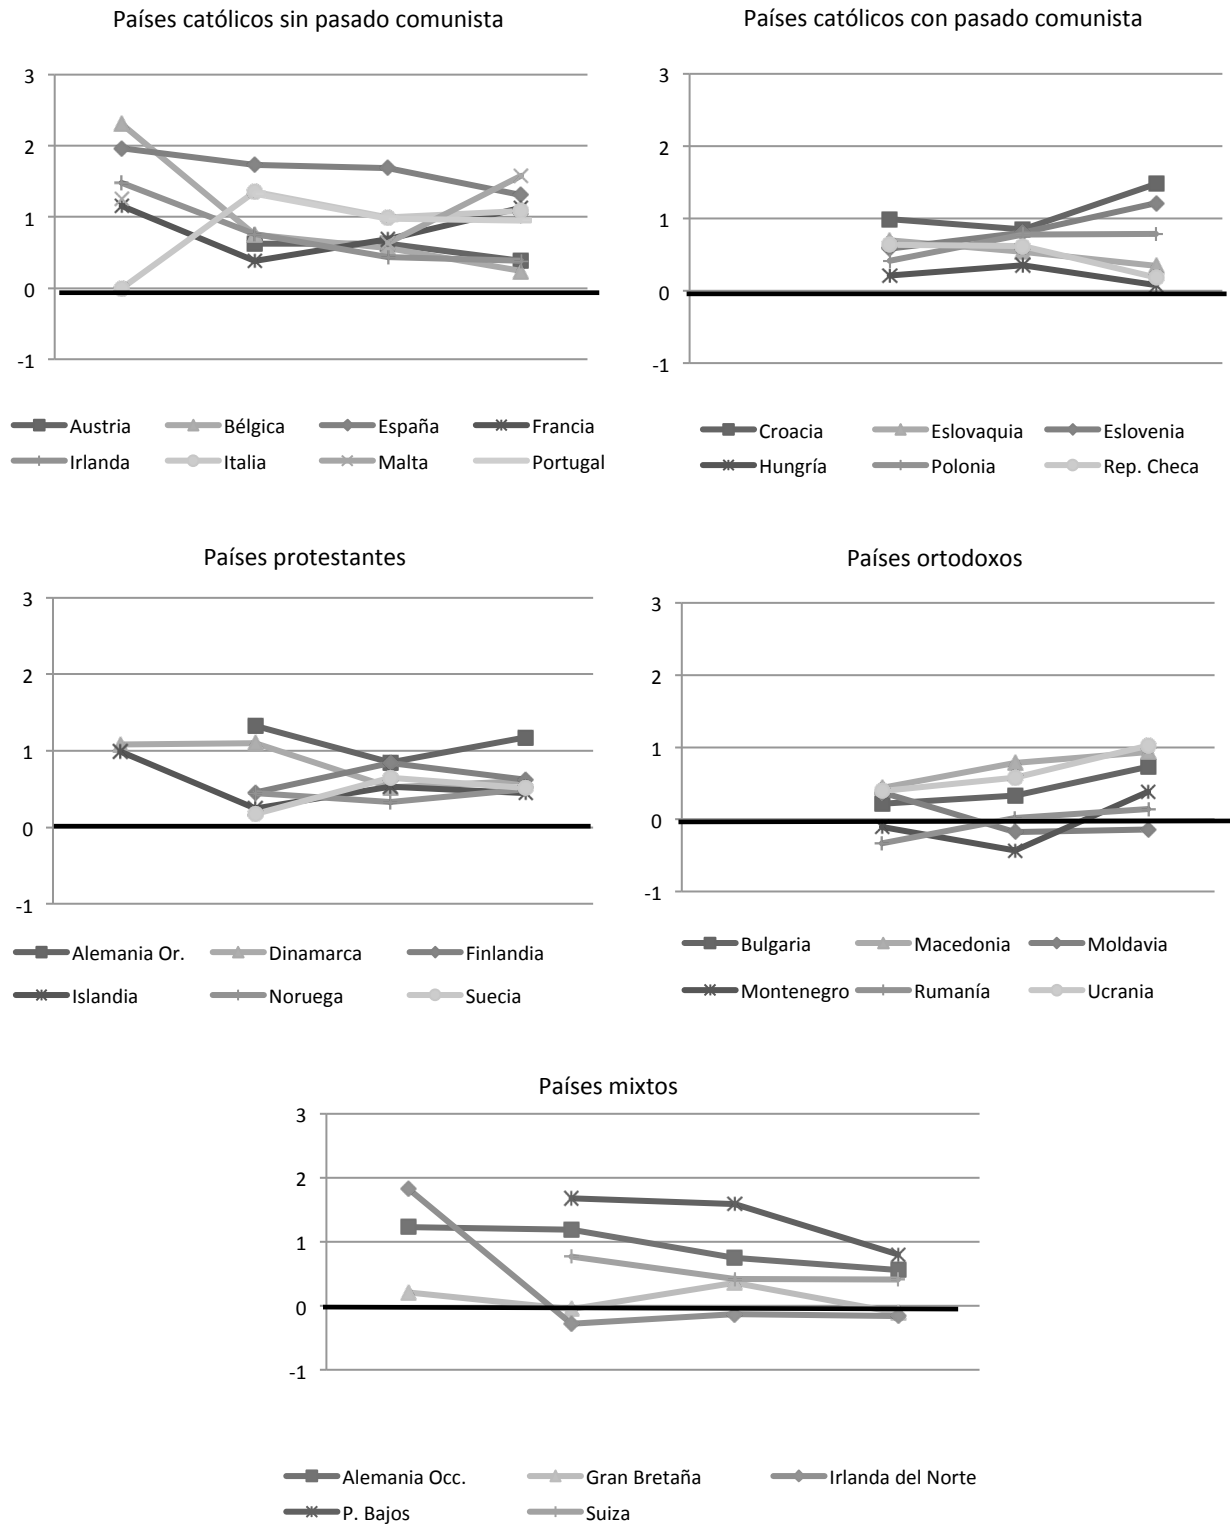 Países católicos sin pasado comunista
3
2
1
0
-1
Austria Bélgica España Francia
Irlanda Italia Malta Portugal
Países católicos con pasado comunista
3
2
1
0
-1
Croacia Eslovaquia Eslovenia
Hungría Polonia Rep. Checa
Países protestantes
3
2
1
0
-1
Alemania Or. Dinamarca Finlandia
Islandia Noruega Suecia
Países ortodoxos
3
2
1
0
-1
Bulgaria Macedonia Moldavia
Montenegro Rumanía Ucrania
Países mixtos
3
2
1
0
-1
Alemania Occ. Gran Bretaña Irlanda del Norte
P. Bajos Suiza